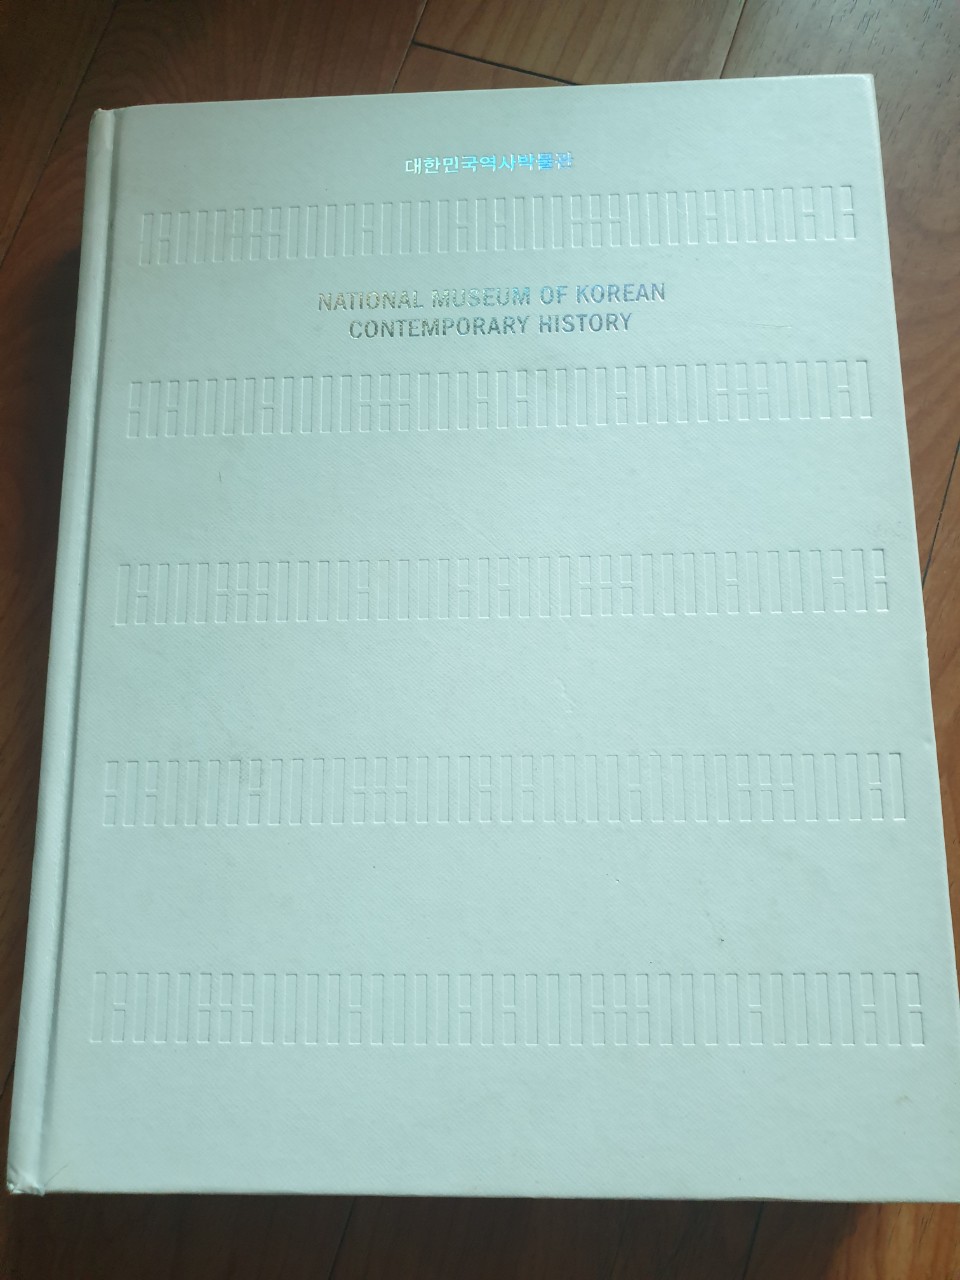 대한민국역사박물관
NATIONAL MUSEUM OF KOREAN
CONTEMPORARY HISTORY